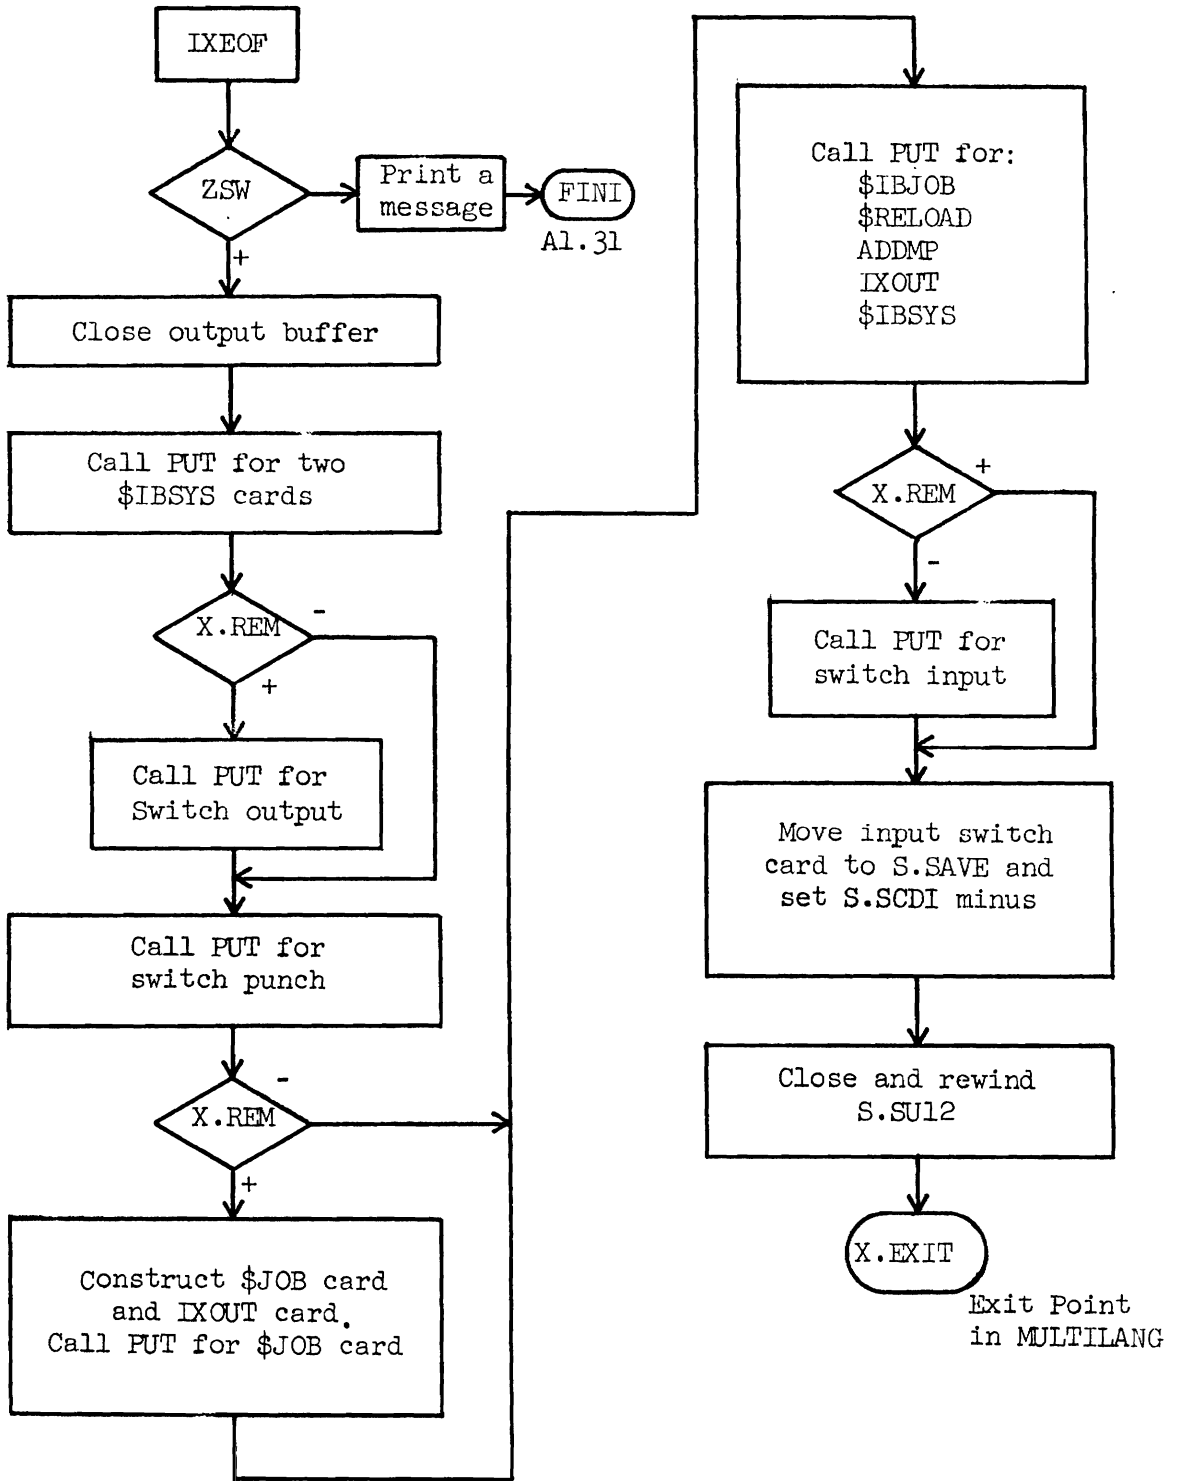 IXEOF
ZSW
Print a
message
FINI
A1.31
+
Close output buffer
Call PUT for two
$IBSYS cards
X.REM
-
+
Call PUT for
Switch output
Call PUT for
switch punch
X.REM
-
+
Construct $JOB card
and IXOUT card.
Call PUT for $JOB card
Call PUT for:
$IBJOB
$RELOAD
ADDMP
IXOUT
$IBSYS
X.REM
+
-
Call PUT for
switch input
Move input switch
card to S.SAVE and
set S.SCDI minus
Close and rewind
S.SU12
X.EXIT
Exit Point
in MULTILANG